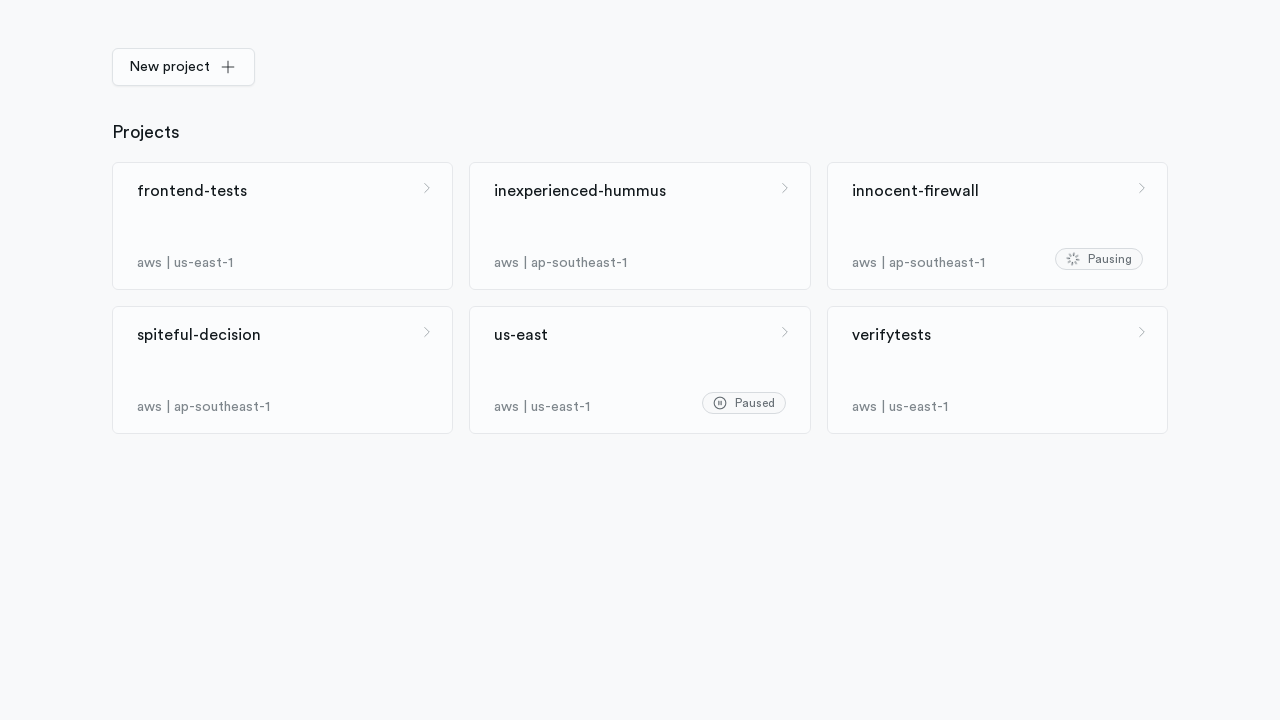 New project
Projects
frontend-tests
aws | us-east-1
inexperienced-hummus
aws | ap-southeast-1
innocent-firewall
aws | ap-southeast-1
Pausing
spiteful-decision
aws | ap-southeast-1
us-east
aws | us-east-1
Paused
verifytests
aws | us-east-1